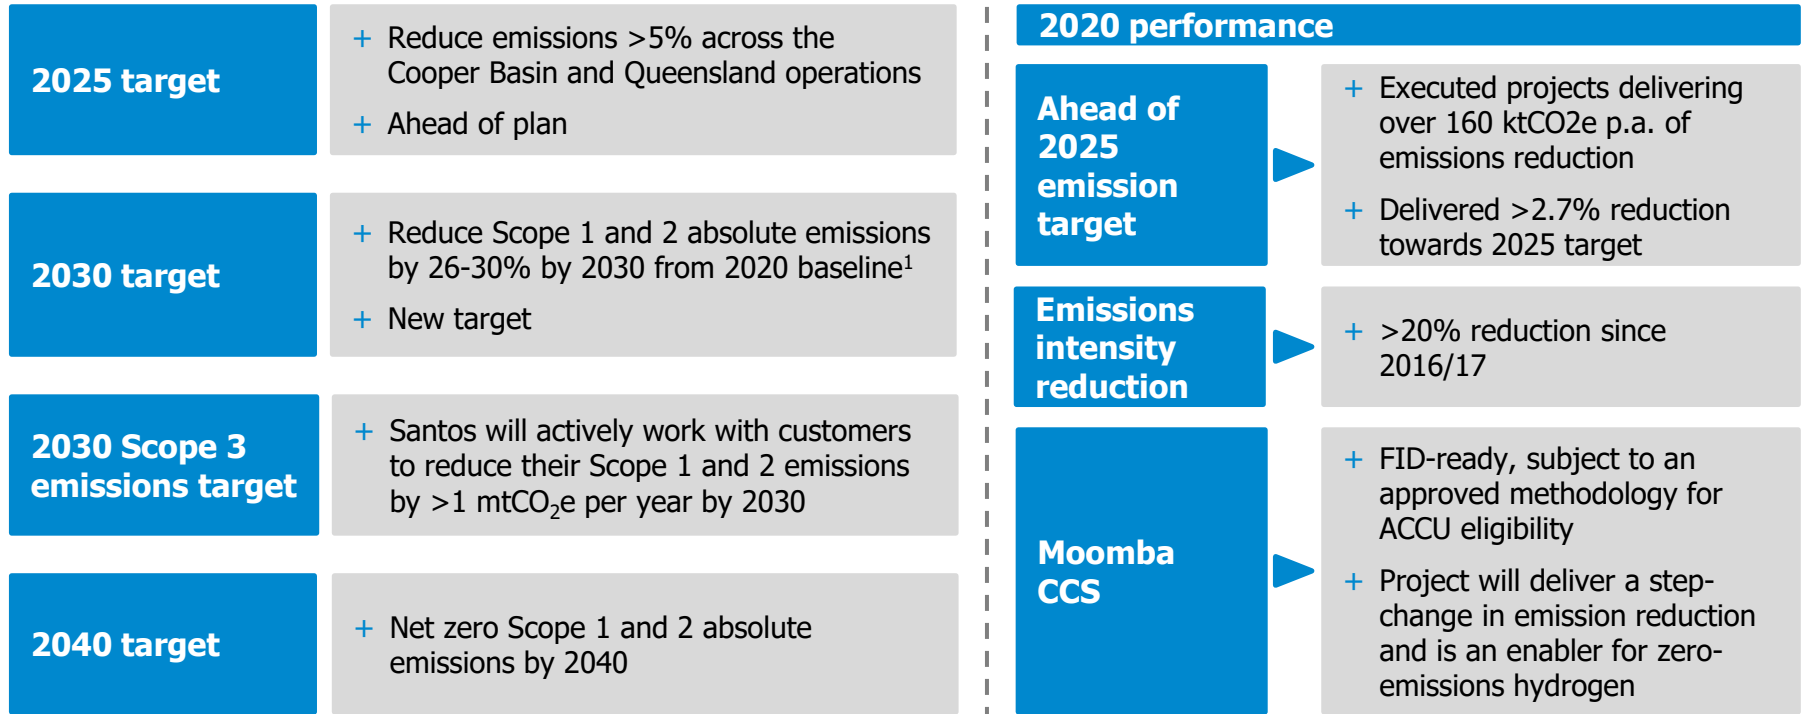 2025 target
+ Reduce emissions >5% across the
Cooper Basin and Queensland operations
+ Ahead of plan
2030 target
+ Reduce Scope 1 and 2 absolute emissions
by 26-30% by 2030 from 2020 baseline¹
+ New target
2030 Scope 3
emissions target
+ Santos will actively work with customers
to reduce their Scope 1 and 2 emissions
by >1 mtCO₂e per year by 2030
2040 target
+ Net zero Scope 1 and 2 absolute
emissions by 2040
2020 performance
Ahead of
2025
emission
target
+ Executed projects delivering
over 160 ktCO2e p.a. of
emissions reduction
+ Delivered >2.7% reduction
towards 2025 target
Emissions
intensity
reduction
+ >20% reduction since
2016/17
Moomba
CCS
+ FID-ready, subject to an
approved methodology for
ACCU eligibility
+ Project will deliver a step-
change in emission reduction
and is an enabler for zero-
emissions hydrogen